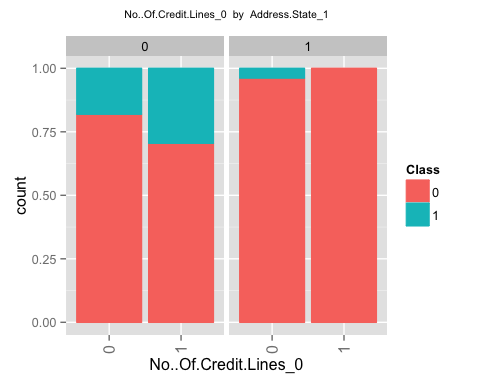 No..Of.Credit.Lines_0 by Address.State_1
0 1
1.00
0.75
0.50
0.25
0.00
count
0 1 0 1
No..Of.Credit.Lines_0
Class
0
1